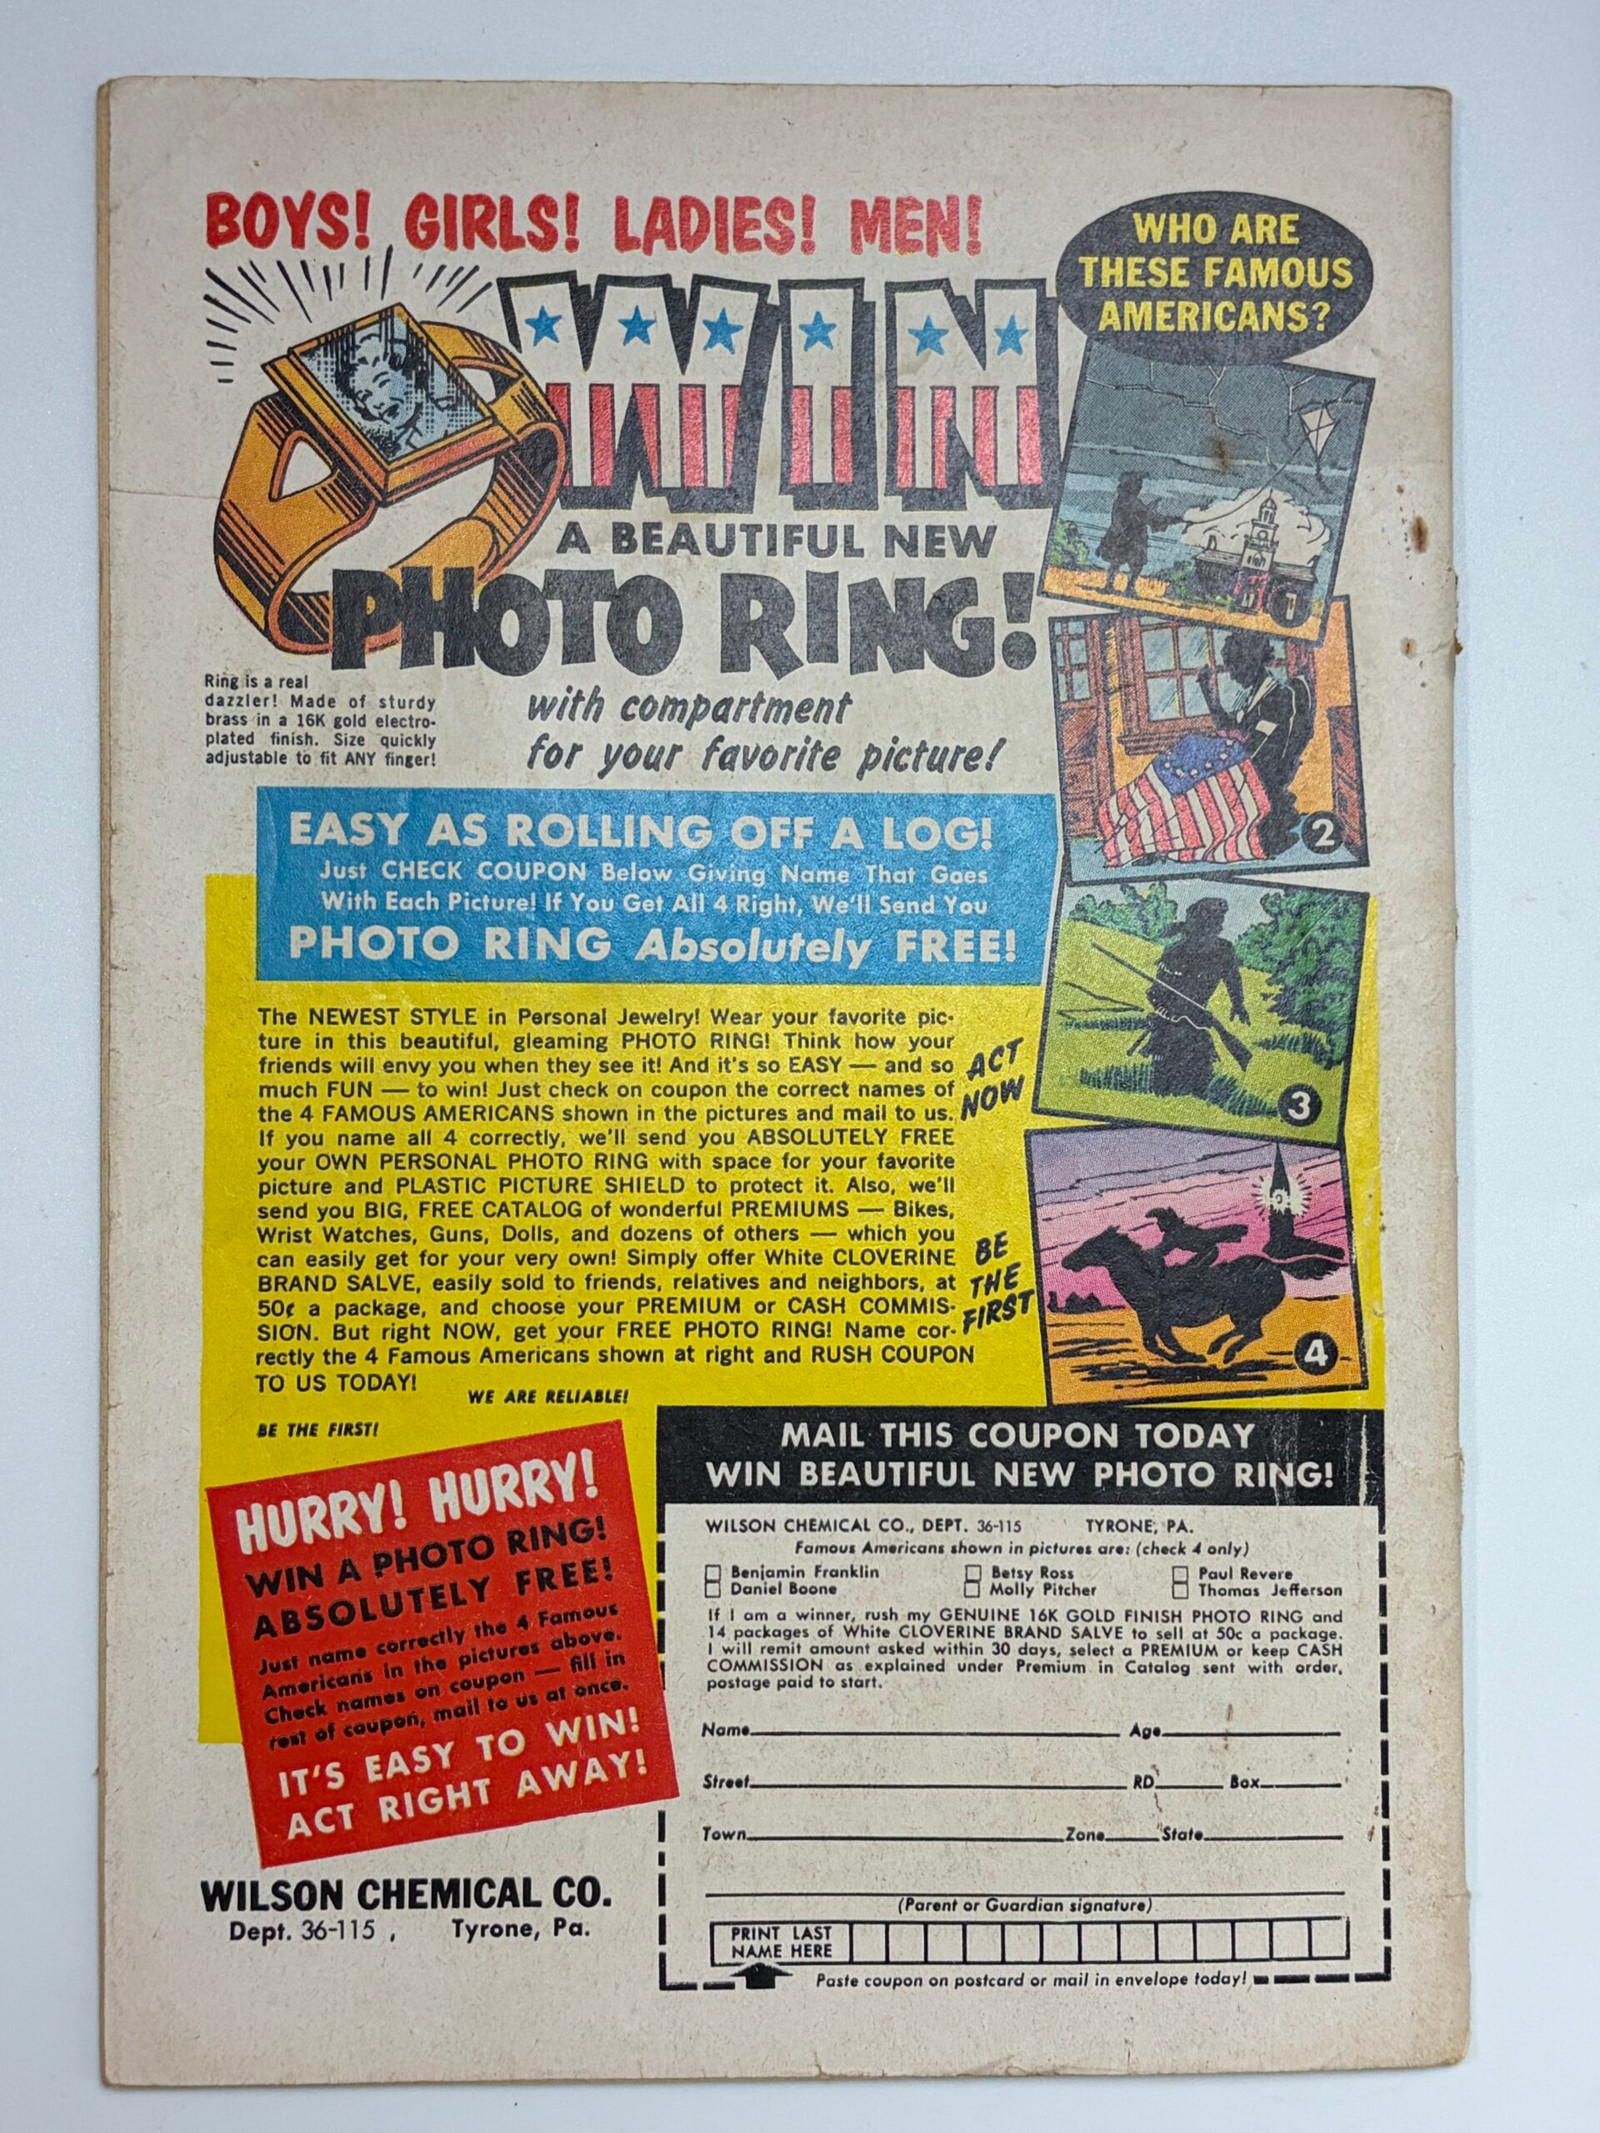 BOYS! GIRLS! LADIES! MEN!
WHO ARE
THESE FAMOUS
AMERICANS?
WIN
A BEAUTIFUL NEW
PHOTO RING!
with compartment
for your favorite picture!
Ring is a real
dazzler! Made of sturdy
brass in a 16K gold electro-
plated finish. Size quickly
adjustable to fit ANY finger!
1
2
3
4
EASY AS ROLLING OFF A LOG!
Just CHECK COUPON Below Giving Name That Goes
With Each Picture! If You Get All 4 Right, We'll Send You
PHOTO RING Absolutely FREE!
The NEWEST STYLE in Personal Jewelry! Wear your favorite pic-
ture in this beautiful, gleaming PHOTO RING! Think how your
friends will envy you when they see it! And it's so EASY — and so
much FUN — to win! Just check on coupon the correct names of
the 4 FAMOUS AMERICANS shown in the pictures and mail to us.
If you name all 4 correctly, we'll send you ABSOLUTELY FREE
your OWN PERSONAL PHOTO RING with space for your favorite
picture and PLASTIC PICTURE SHIELD to protect it. Also, we'll
send you BIG, FREE CATALOG of wonderful PREMIUMS — Bikes,
Wrist Watches, Guns, Dolls, and dozens of others — which you
can easily get for your very own! Simply offer White CLOVERINE
BRAND SALVE, easily sold to friends, relatives and neighbors, at
50¢ a package, and choose your PREMIUM or CASH COMMIS-
SION. But right NOW, get your FREE PHOTO RING! Name cor-
rectly the 4 Famous Americans shown at right and RUSH COUPON
TO US TODAY!
ACT
NOW
BE
THE
FIRST
WE ARE RELIABLE!
BE THE FIRST!
HURRY! HURRY!
WIN A PHOTO RING!
ABSOLUTELY FREE!
Just name correctly the 4 Famous
Americans in the pictures above.
Check names on coupon — fill in
rest of coupon, mail to us at once.
IT'S EASY TO WIN!
ACT RIGHT AWAY!
WILSON CHEMICAL CO.
Dept. 36-115 , Tyrone, Pa.
MAIL THIS COUPON TODAY
WIN BEAUTIFUL NEW PHOTO RING!
WILSON CHEMICAL CO., DEPT. 36-115 TYRONE, PA.
Famous Americans shown in pictures are: (check 4 only)
Benjamin Franklin Betsy Ross Paul Revere
Daniel Boone Molly Pitcher Thomas Jefferson
If I am a winner, rush my GENUINE 16K GOLD FINISH PHOTO RING and
14 packages of White CLOVERINE BRAND SALVE to sell at 50c a package.
I will remit amount asked within 30 days, select a PREMIUM or keep CASH
COMMISSION as explained under Premium in Catalog sent with order,
postage paid to start.
Name Age
Street RD Box
Town Zone State
(Parent or Guardian signature)
PRINT LAST
NAME HERE
Paste coupon on postcard or mail in envelope today!